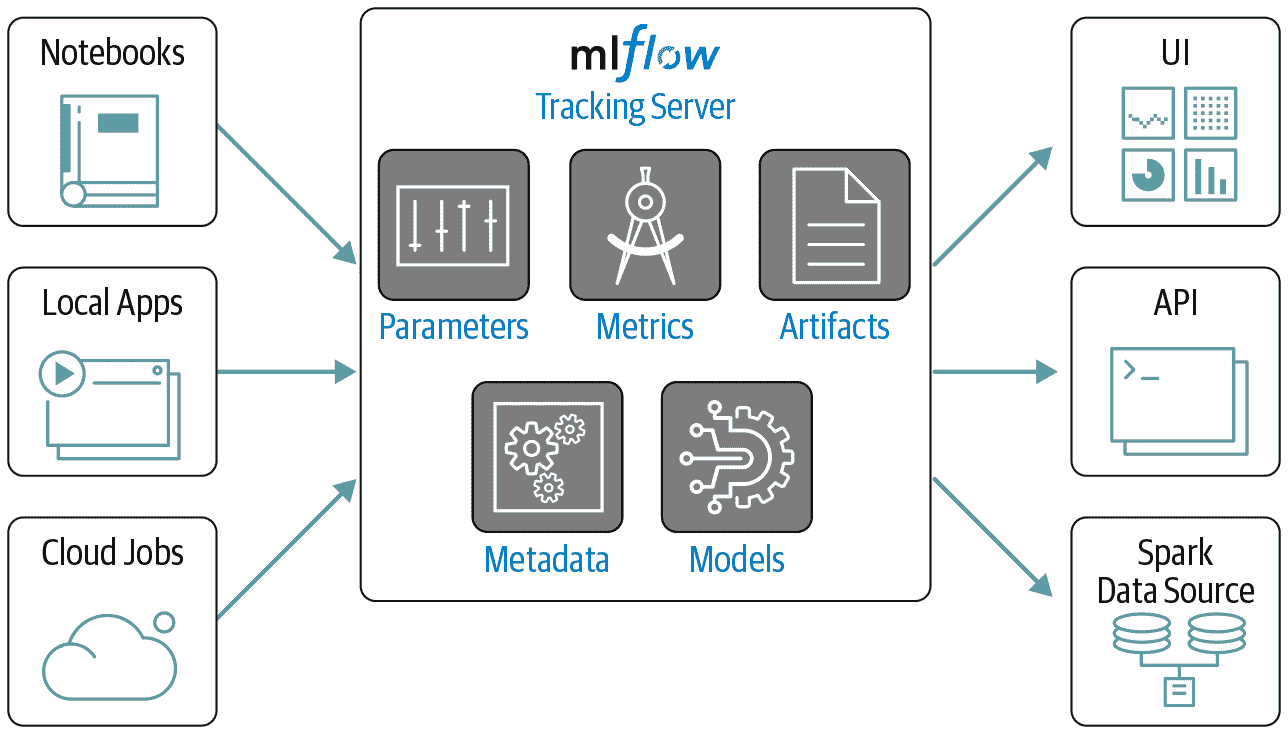 Notebooks
Local Apps
Cloud Jobs
mlflow
Tracking Server
Parameters
Metrics
Artifacts
Metadata
Models
UI
API
Spark
Data Source